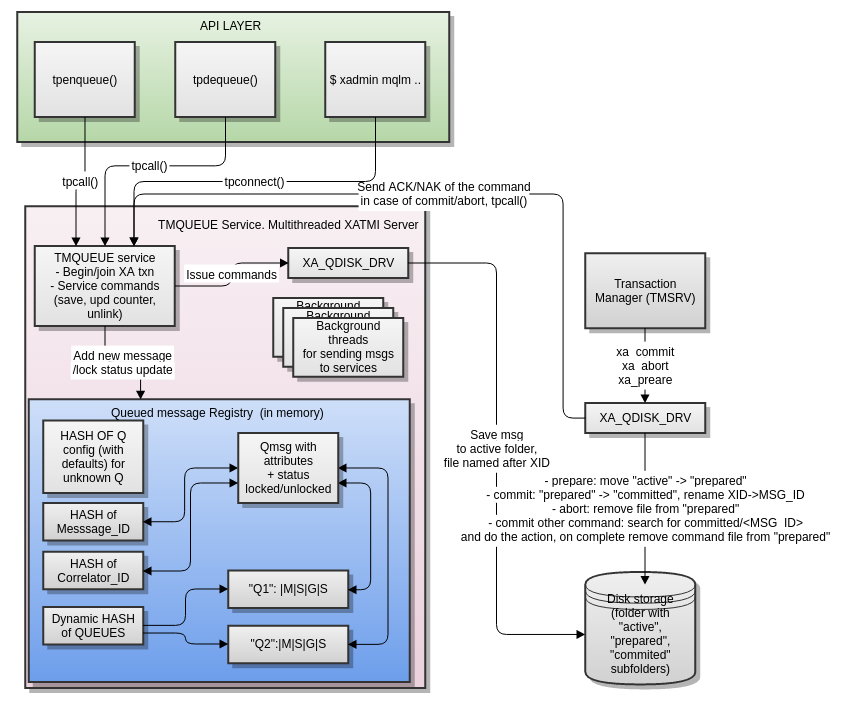 API LAYER
tpenqueue()
tpdequeue()
$ xadmin mqlm ..
tpcall()
tpcall()
tpconnect()
Send ACK/NAK of the command
in case of commit/abort, tpcall()
TMQUEUE Service. Multithreaded XATMI Server
TMQUEUE service
- Begin/join XA txn
- Service commands
(save, upd counter,
unlink)
Issue commands
XA_QDISK_DRV
Background
Background
Background
threads
for sending msgs
to services
Add new message
/lock status update
Transaction
Manager (TMSRV)
xa_commit
xa_abort
xa_preare
XA_QDISK_DRV
Queued message Registry  (in memory)
HASH OF Q
config (with
defaults) for
unknown Q
Qmsg with
attributes
+ status
locked/unlocked
HASH of
Messsage_ID
HASH of
Correlator_ID
Dynamic HASH
of QUEUES
"Q1": |M|S|G|S
"Q2":|M|S|G|S
Save msg
to active folder,
file named after XID
- prepare: move "active" -> "prepared"
- commit: "prepared" -> "committed", rename XID->MSG_ID
- abort: remove file from "prepared"
- commit other command: search for committed/<MSG_ID>
and do the action, on complete remove command file from "prepared"
Disk storage
(folder with
"active",
"prepared",
"commited"
subfolders)